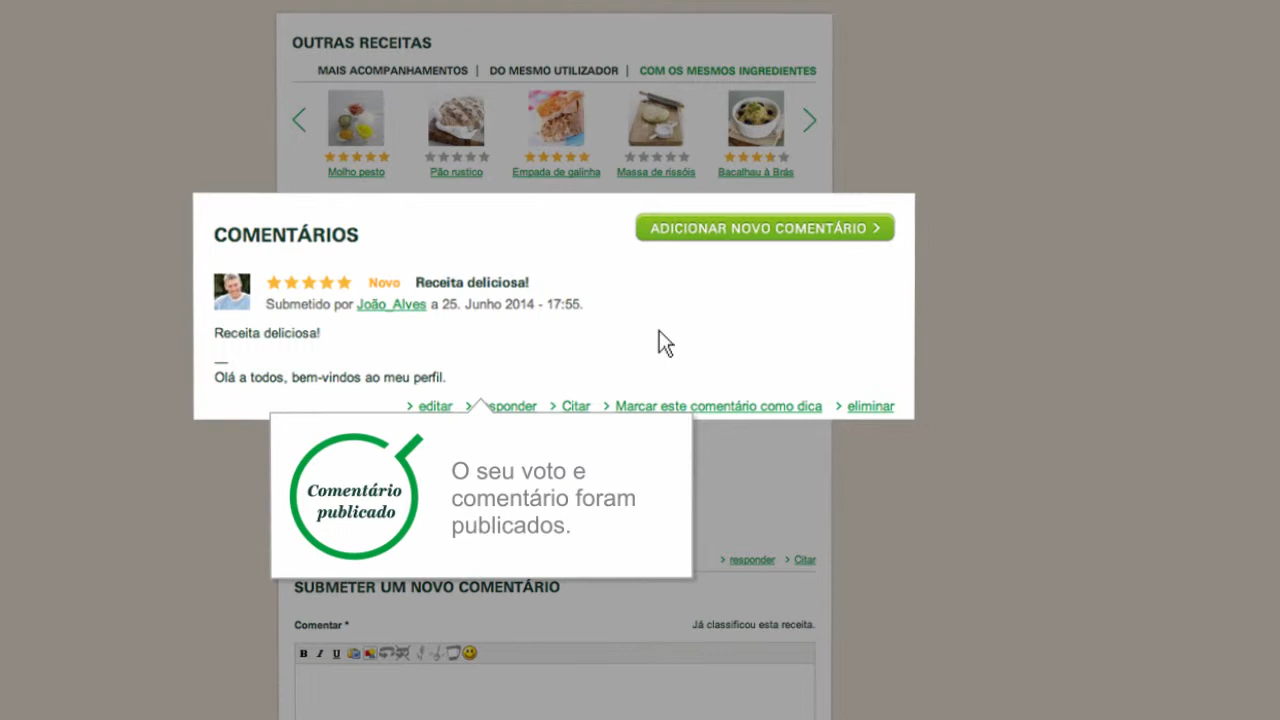 OUTRAS RECEITAS
MAIS ACOMPANHAMENTOS | DO MESMO UTILIZADOR | COM OS MESMOS INGREDIENTES
Molho pesto Pão rustico Empada de galinha Massa de rissóis Bacalhau à Brás
COMENTÁRIOS
ADICIONAR NOVO COMENTÁRIO >
Novo Receita deliciosa!
Submetido por João_Alves a 25. Junho 2014 - 17:55.
Receita deliciosa!
—
Olá a todos, bem-vindos ao meu perfil.
> editar > sponder > Citar > Marcar este comentário como dica > eliminar
Comentário
publicado
O seu voto e
comentário foram
publicados.
> responder > Citar
SUBMETER UM NOVO COMENTÁRIO
Comentar * Já classificou esta receita.
B I U